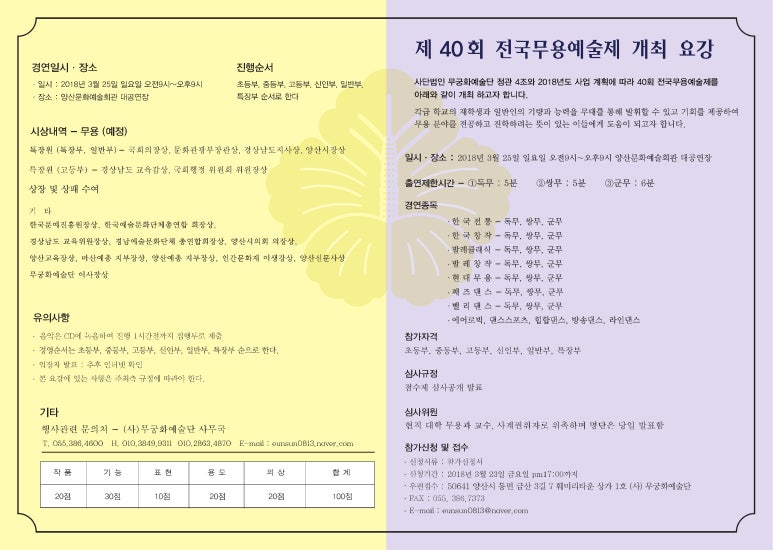 경연일시 · 장소
· 일시 : 2018년 3월 25일 일요일 오전9시~오후9시
· 장소 : 양산문화예술회관 대공연장
진행순서
초등부, 중등부, 고등부, 신인부, 일반부,
특장부 순서로 한다
시상내역 – 무용 (예정)
특장원 (특장부, 일반부) – 국회의장상, 문화관광부장관상, 경상남도지사상, 양산시장상
특장원 (고등부) – 경상남도 교육감상, 국회행정 위원회 위원장상
상장 및 상패 수여
기 타
한국문예진흥원장상, 한국예술문화단체총연합 회장상,
경상남도 교육위원장상, 경남예술문화단체 총연합회장상, 양산시의회 의장상,
양산교육장상, 마산예총 지부장상, 양산예총 지부장상, 인간문화재 이생강상, 양산신문사상
무궁화예술단 이사장상
유의사항
· 음악은 CD에 녹음하여 진행 1시간전까지 집행부로 제출
· 경영순서는 초등부, 중등부, 고등부, 신인부, 일반부, 특장부 순으로 한다.
· 입장자 발표 : 추후 인터넷 확인
· 본 요강에 있는 사항은 주최측 규정에 따라야 한다.
기타
행사관련 문의처 – (사)무궁화예술단 사무국
T. 055.386.4600 H. 010.3849.9311 010.2863.4870 E-mail : eunsun0813.naver.com
작 품 기 능 표 현 용 도 의 상 합 계
20점 30점 10점 20점 20점 100점
제 40회 전국무용예술제 개최 요강
사단법인 무궁화예술단 정관 4조와 2018년도 사업 계획에 따라 40회 전국무용예술제를
아래와 같이 개최 하고자 합니다.
각급 학교의 재학생과 일반인의 기량과 능력을 무대를 통해 발휘할 수 있고 기회를 제공하여
무용 분야를 전공하고 진학하려는 뜻이 있는 이들에게 도움이 되고자 합니다.
일시 · 장소 : 2018년 3월 25일 일요일 오전9시~오후9시 양산문화예술회관 대공연장
출연제한시간 – ①독무 : 5분 ②쌍무 : 5분 ③군무 : 6분
경연종목
· 한 국 전 통 – 독무, 쌍무, 군무
· 한 국 창 작 – 독무, 쌍무, 군무
· 발레클래식 – 독무, 쌍무, 군무
· 발 레 창 작 – 독무, 쌍무, 군무
· 현 대 무 용 – 독무, 쌍무, 군무
· 째 즈 댄 스 – 독무, 쌍무, 군무
· 벨 리 댄 스 – 독무, 쌍무, 군무
· 에어로빅, 댄스스포츠, 힙합댄스, 방송댄스, 라인댄스
참가자격
초등부, 중등부, 고등부, 신인부, 일반부, 특장부
심사규정
점수제 심사공개 발표
심사위원
현직 대학 무용과 교수, 사계권위자로 위촉하며 명단은 당일 발표함
참가신청 및 접수
· 신청서류 : 참가신청서
· 신청기간 : 2018년 3월 23일 금요일 pm17:00까지
· 우편접수 : 50641 양산시 동면 금산 3길 7 훼미리타운 상가 1호 (사) 무궁화예술단
· FAX : 055. 386.7373
· E-mail : eunsun0813@naver.com